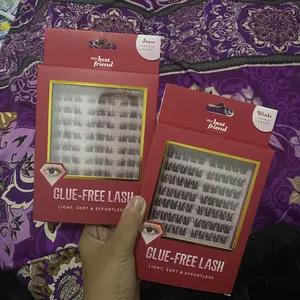 best
friend
GLUE-FREE LASH
LIGHT, SOFT & EFFORTLESS
best
friend
GLUE-FREE LASH
LIGHT, SOFT & EFFORTLESS